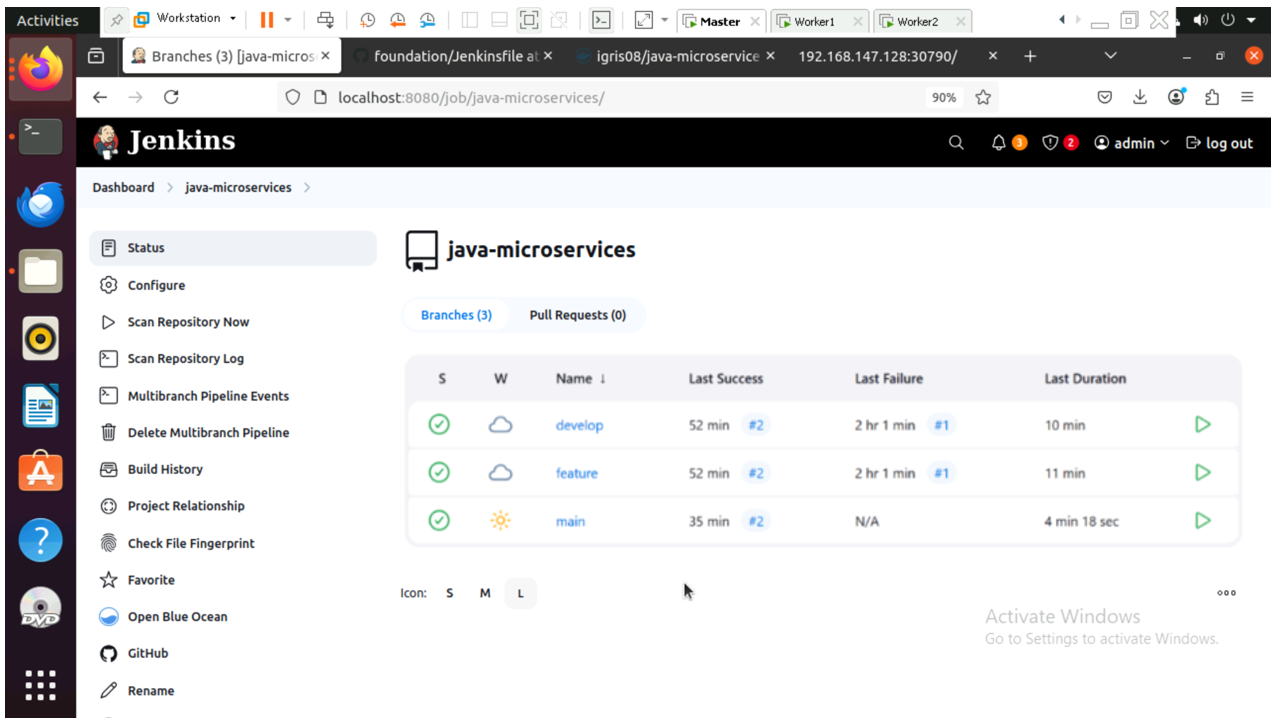 Activities
Workstation
Master
Worker1
Worker2
Branches (3) [java-micros
foundation/Jenkinsfile at
igris08/java-microservice
192.168.147.128:30790/
localhost:8080/job/java-microservices/
90%
Jenkins
3
2
admin
log out
Dashboard
java-microservices
Status
Configure
Scan Repository Now
Scan Repository Log
Multibranch Pipeline Events
Delete Multibranch Pipeline
Build History
Project Relationship
Check File Fingerprint
Favorite
Open Blue Ocean
GitHub
Rename
java-microservices
Branches (3) Pull Requests (0)
S W Name ↓ Last Success Last Failure Last Duration
develop 52 min #2 2 hr 1 min #1 10 min
feature 52 min #2 2 hr 1 min #1 11 min
main 35 min #2 N/A 4 min 18 sec
Icon: S M L
Activate Windows
Go to Settings to activate Windows.
DVD